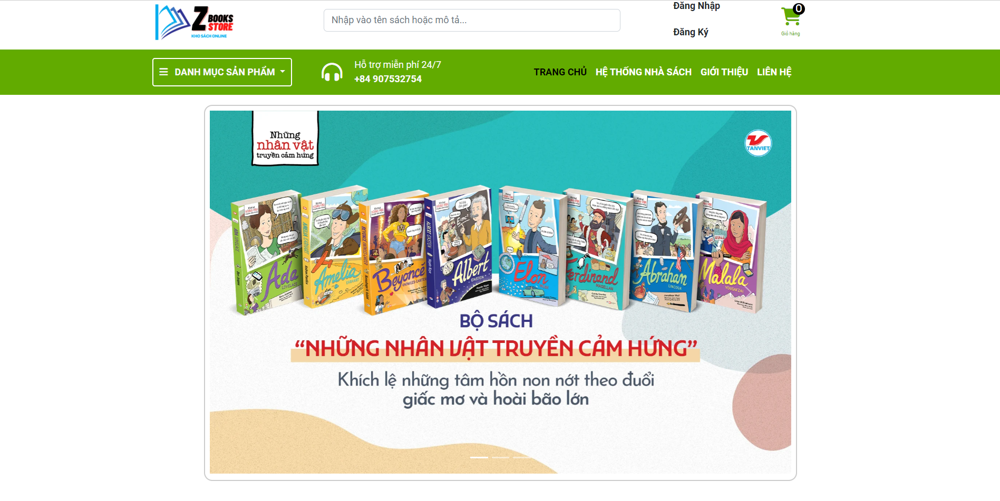 Z BOOKS
STORE
KHO SÁCH ONLINE
Nhập vào tên sách hoặc mô tả...
Đăng Nhập
Đăng Ký
0
Giỏ hàng
DANH MỤC SẢN PHẨM
Hỗ trợ miễn phí 24/7
+84 907532754
TRANG CHỦ HỆ THỐNG NHÀ SÁCH GIỚI THIỆU LIÊN HỆ
Những
nhân vật
truyền cảm hứng
TANVIET
Ada
LOVELACE
Amelia
EARHART
Beyoncé
KNOWLES-CARTER
ALBERT EINSTEIN
E=mc²
Albert
EINSTEIN
Elon
Ferdinand
MAGELLAN
Abraham
LINCOLN
Malala
YOUSAFZAI
BỘ SÁCH
“NHỮNG NHÂN VẬT TRUYỀN CẢM HỨNG”
Khích lệ những tâm hồn non nớt theo đuổi
giấc mơ và hoài bão lớn